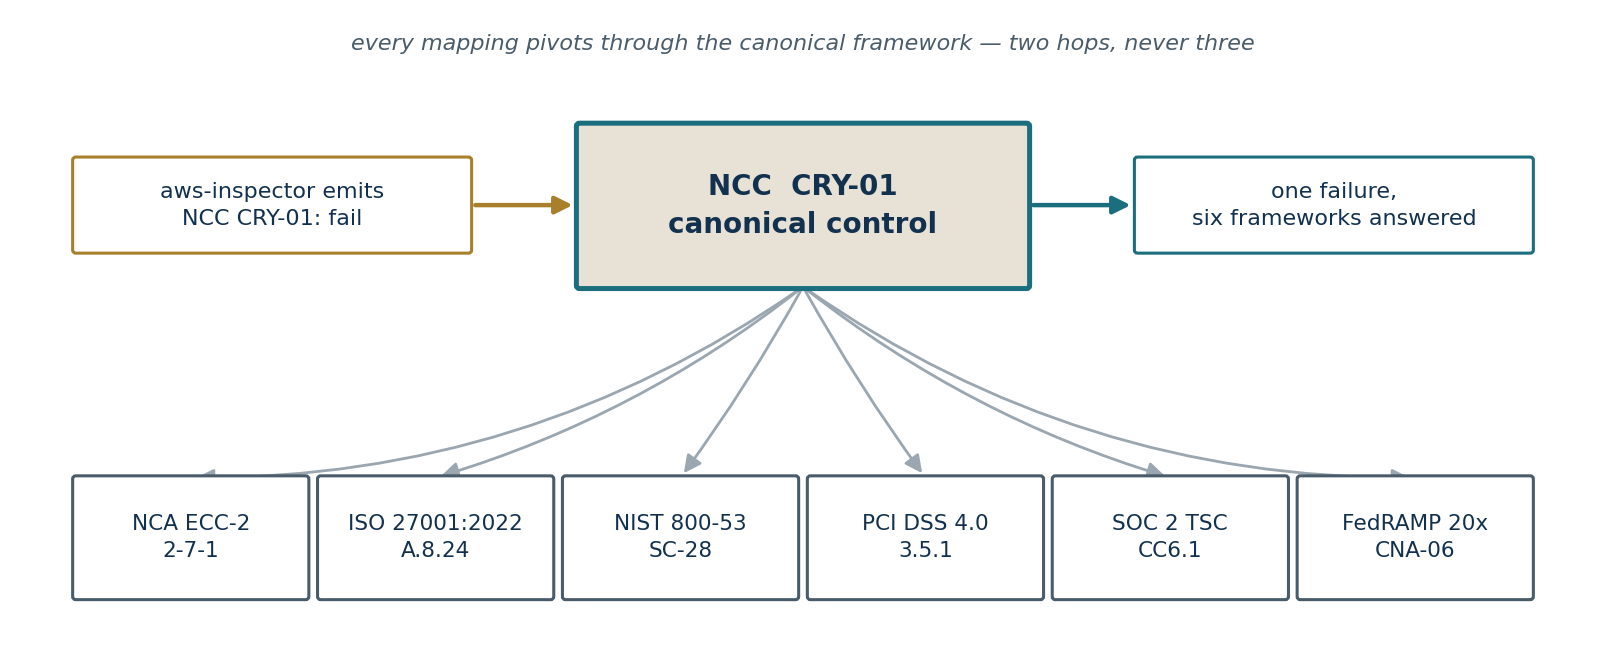 every mapping pivots through the canonical framework — two hops, never three
aws-inspector emits
NCC CRY-01: fail
NCC  CRY-01
canonical control
one failure,
six frameworks answered
NCA ECC-2
2-7-1
ISO 27001:2022
A.8.24
NIST 800-53
SC-28
PCI DSS 4.0
3.5.1
SOC 2 TSC
CC6.1
FedRAMP 20x
CNA-06